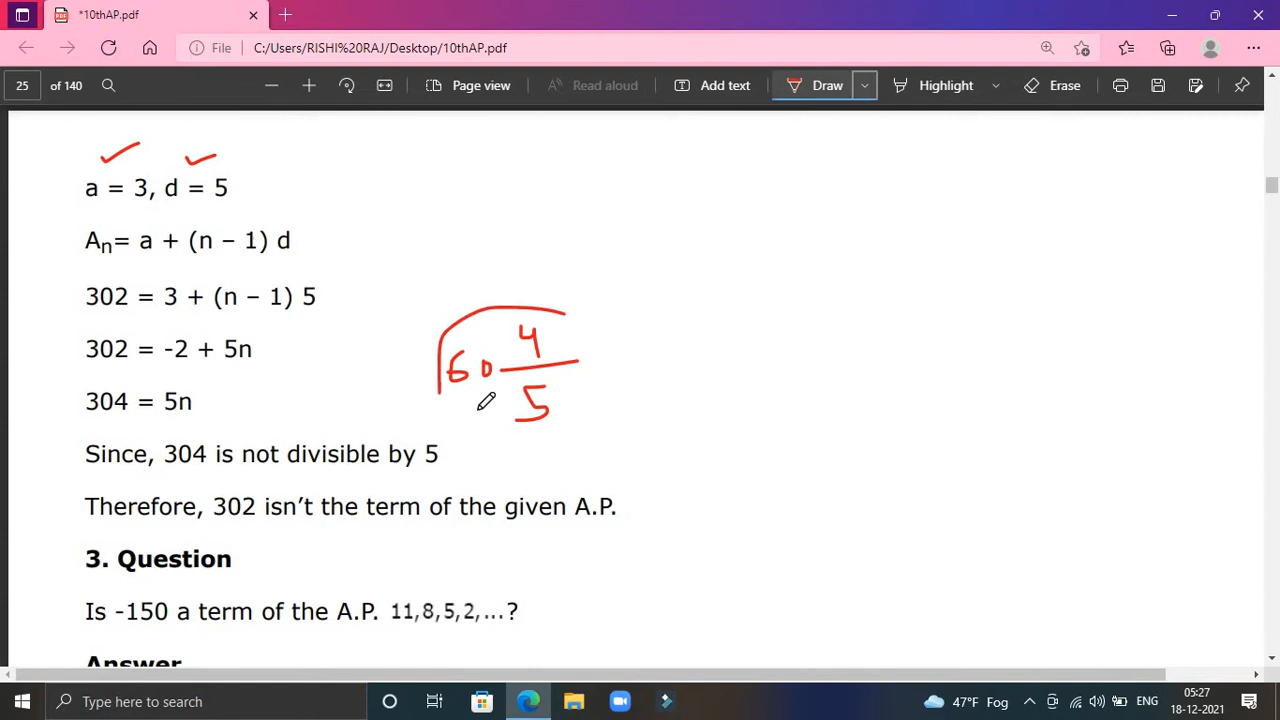 *10thAP.pdf
File C:/Users/RISHI%20RAJ/Desktop/10thAP.pdf
25 of 140 Page view Read aloud Add text Draw Highlight Erase
a = 3, d = 5
An= a + (n – 1) d
302 = 3 + (n – 1) 5
302 = -2 + 5n
304 = 5n
60 4/5
Since, 304 is not divisible by 5
Therefore, 302 isn’t the term of the given A.P.
3. Question
Is -150 a term of the A.P. 11,8,5,2,...?
Answer
Type here to search 47°F Fog ENG 05:27
18-12-2021